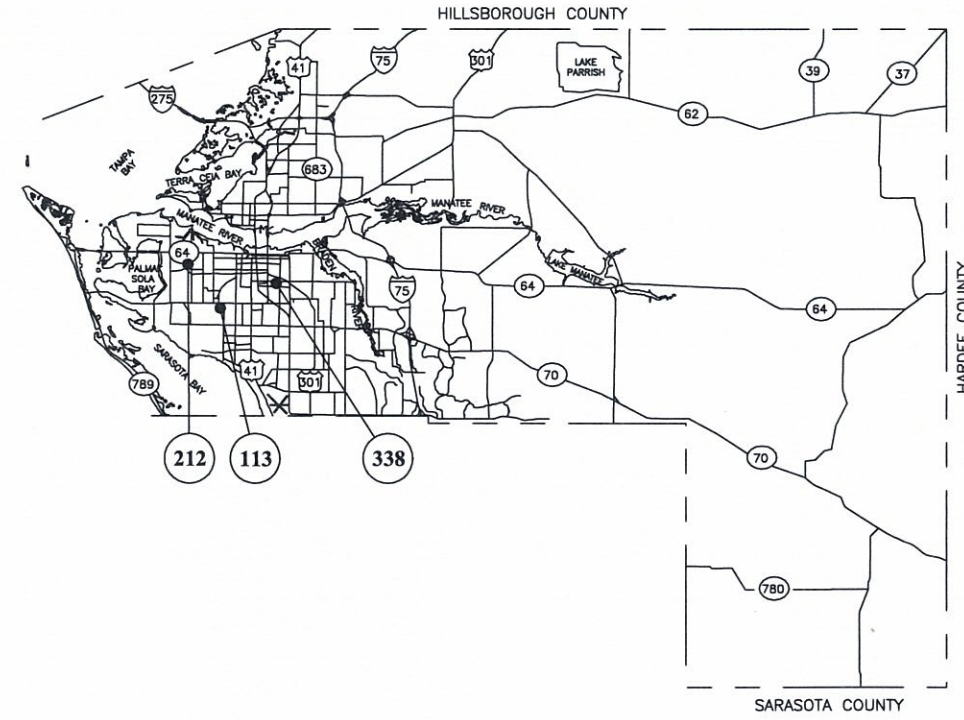 HILLSBOROUGH COUNTY
41
75
301
LAKE
PARRISH
39
37
275
62
TAMPA
BAY
683
TERRA CEIA BAY
MANATEE RIVER
MANATEE RIVER
64
BRADEN
RIVER
PALMA
SOLA
BAY
LAKE MANATEE
75
64
64
HARDEE COUNTY
SARASOTA BAY
789
41
301
70
212
113
338
70
780
SARASOTA COUNTY